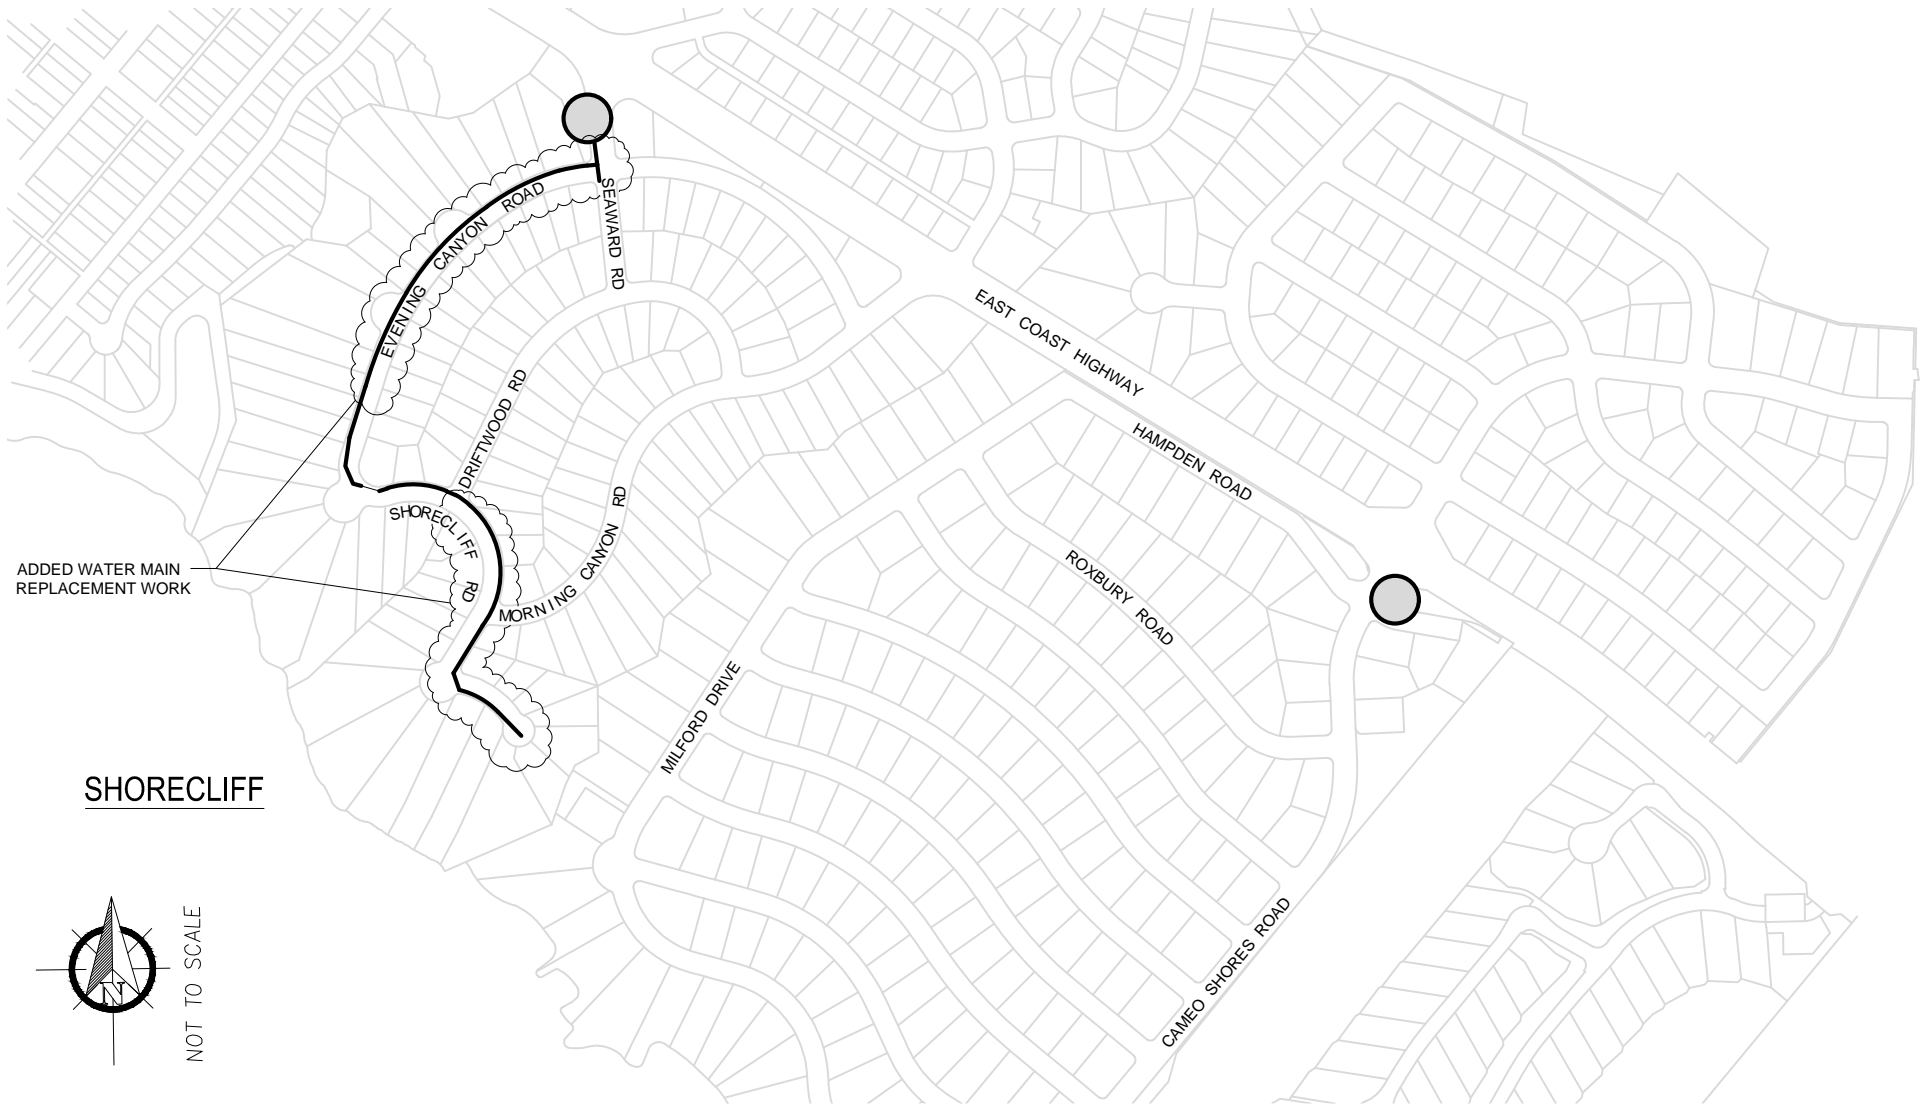 SEAWARD RD
EVENING CANYON ROAD
EAST COAST HIGHWAY
DRIFTWOOD RD
HAMPDEN ROAD
SHORECLIFF RD
MORNING CANYON RD
ROXBURY ROAD
ADDED WATER MAIN
REPLACEMENT WORK
MILFORD DRIVE
SHORECLIFF
CAMEO SHORES ROAD
N
NOT TO SCALE